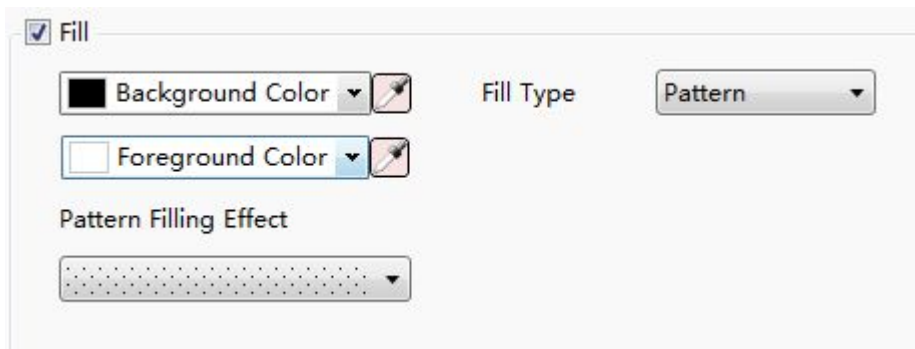 Fill
Background Color
Fill Type
Pattern
Foreground Color
Pattern Filling Effect